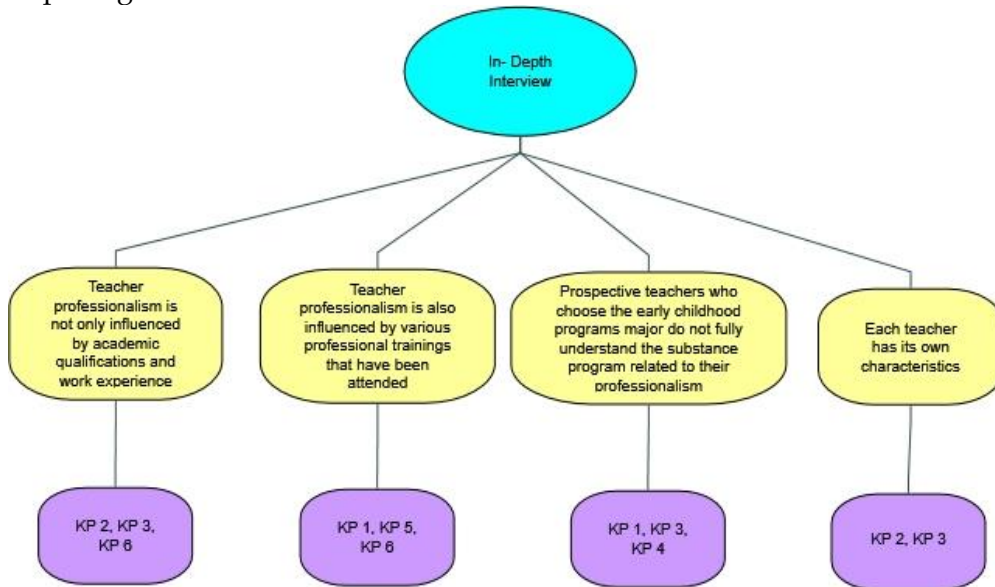 In- Depth
Interview
Teacher
professionalism is
not only influenced
by academic
qualifications and
work experience
Teacher
professionalism is also
influenced by various
professional trainings
that have been
attended
Prospective teachers who
choose the early childhood
programs major do not fully
understand the substance
program related to their
professionalism
Each teacher
has its own
characteristics
KP 2, KP 3,
KP 6
KP 1, KP 5,
KP 6
KP 1, KP 3,
KP 4
KP 2, KP 3